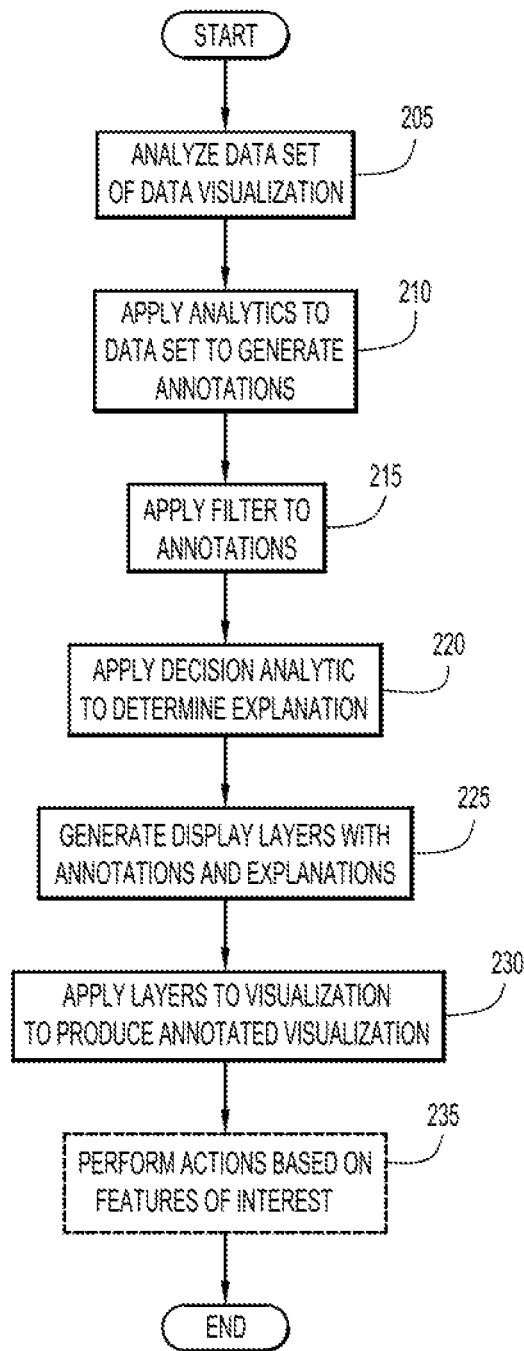 START
205
ANALYZE DATA SET
OF DATA VISUALIZATION
210
APPLY ANALYTICS TO
DATA SET TO GENERATE
ANNOTATIONS
215
APPLY FILTER TO
ANNOTATIONS
220
APPLY DECISION ANALYTIC
TO DETERMINE EXPLANATION
225
GENERATE DISPLAY LAYERS WITH
ANNOTATIONS AND EXPLANATIONS
230
APPLY LAYERS TO VISUALIZATION
TO PRODUCE ANNOTATED VISUALIZATION
235
PERFORM ACTIONS BASED ON
FEATURES OF INTEREST
END